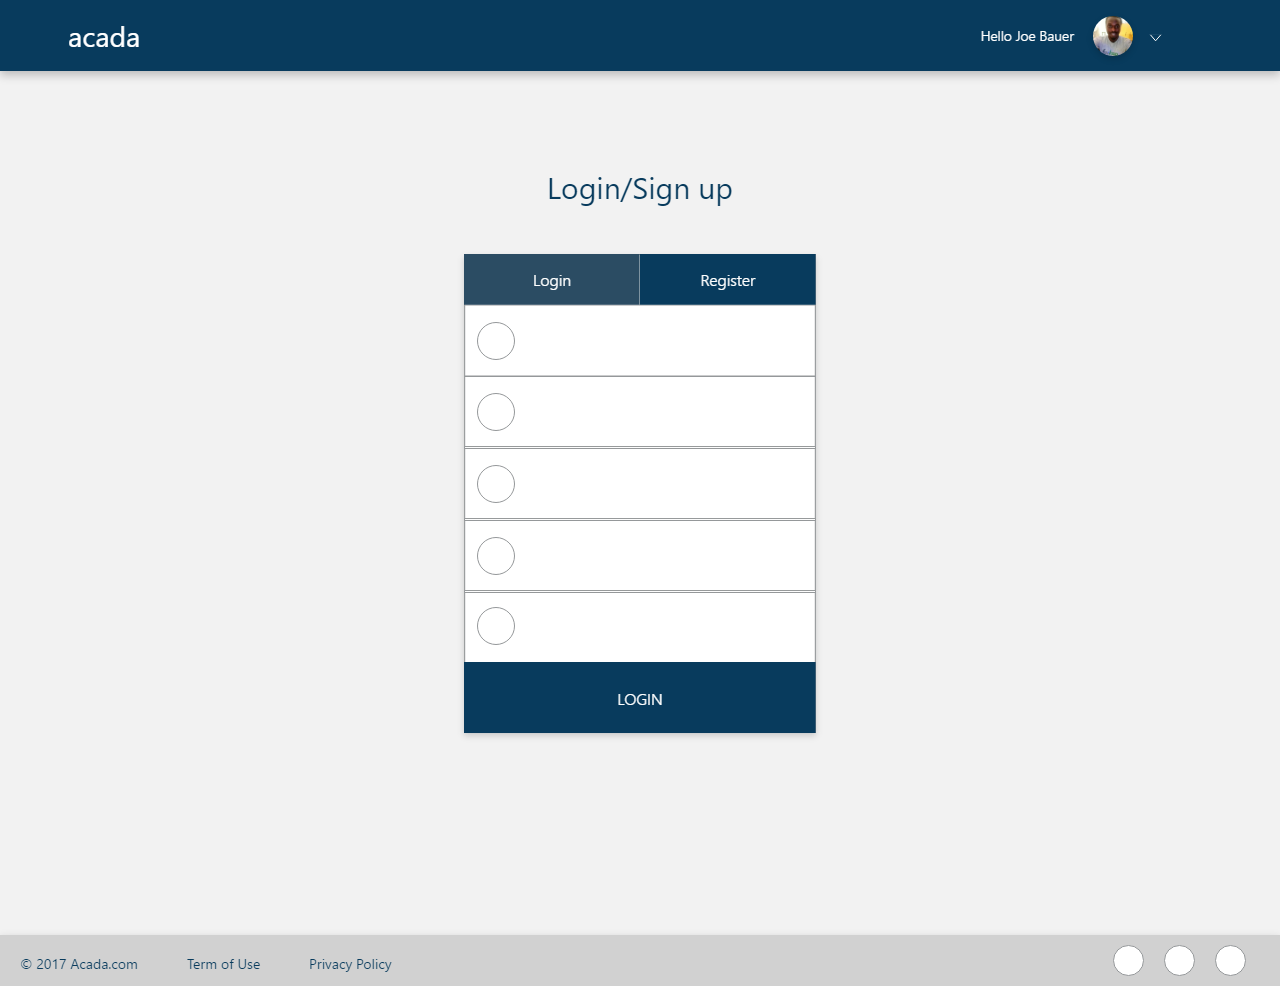 acada
Hello Joe Bauer
Login/Sign up
Login
Register
LOGIN
© 2017 Acada.com
Term of Use
Privacy Policy